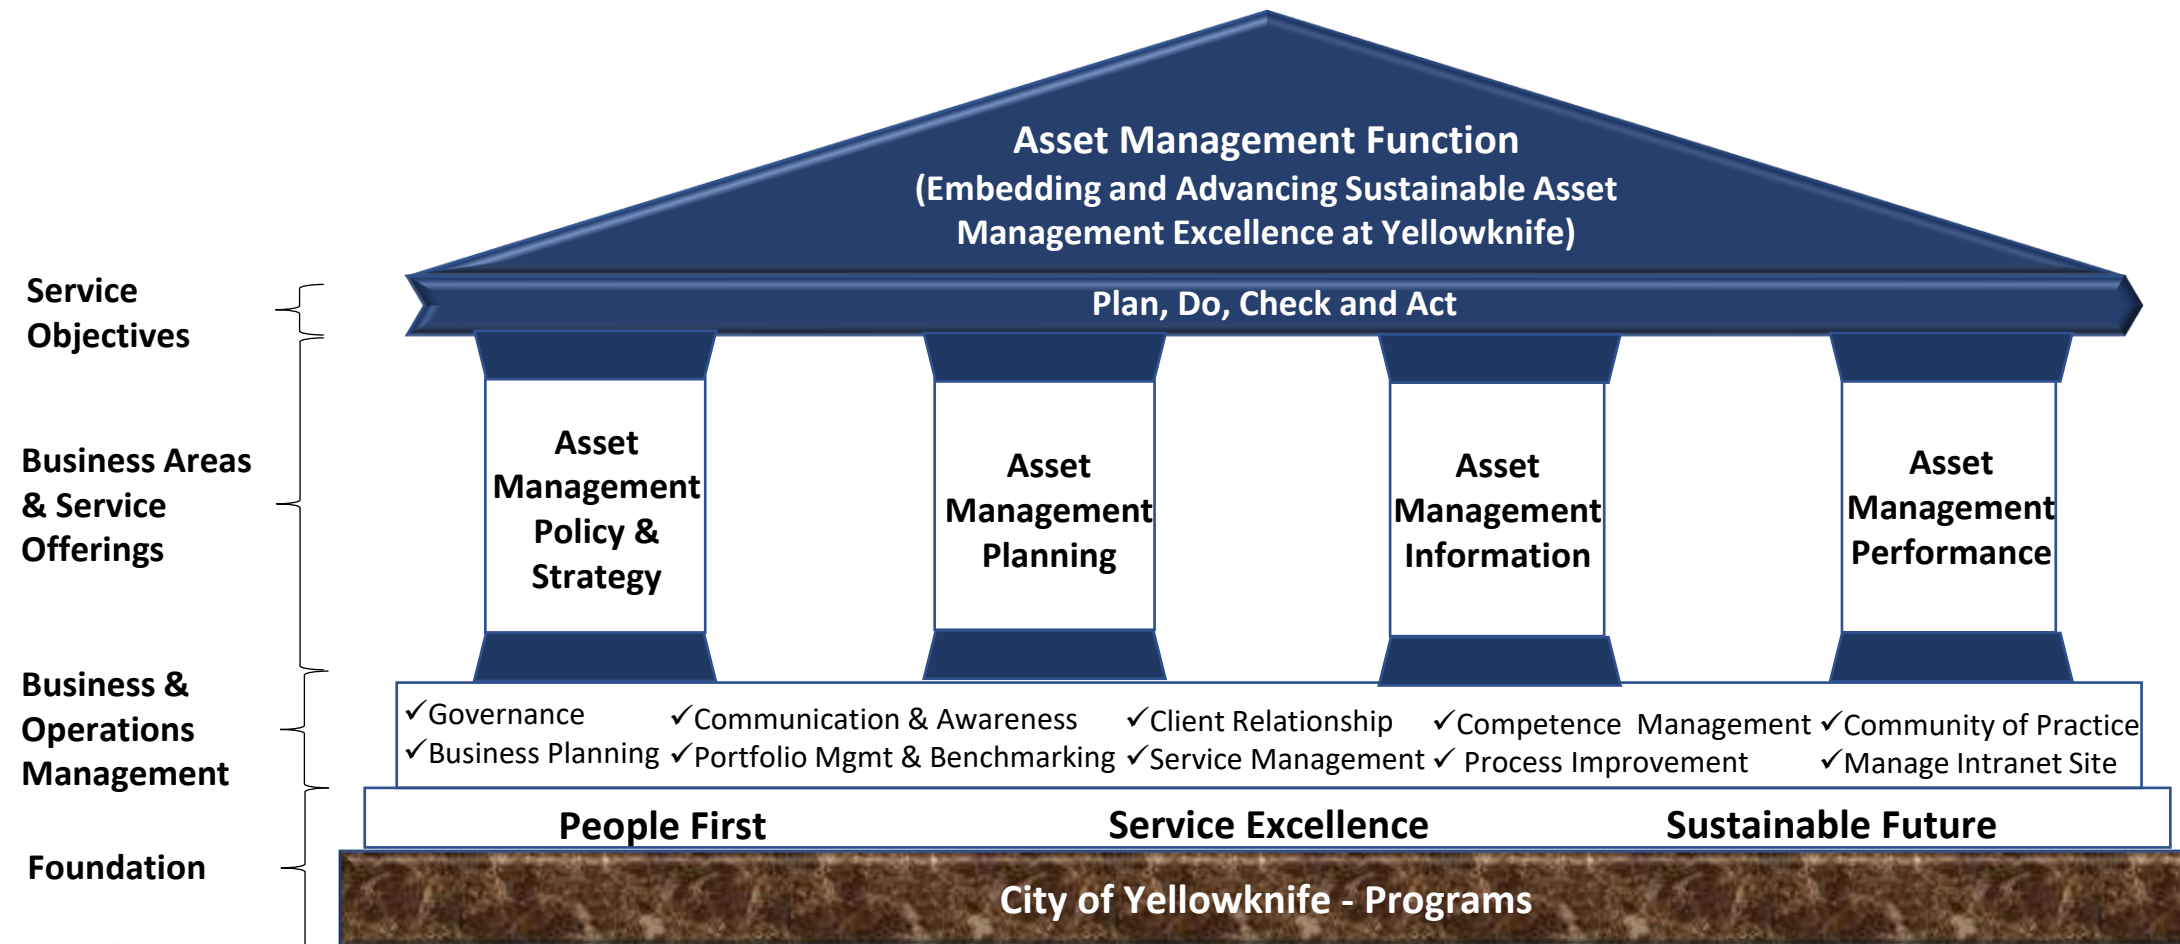 Asset Management Function
(Embedding and Advancing Sustainable Asset
Management Excellence at Yellowknife)
Service
Objectives
Plan, Do, Check and Act
Business Areas
& Service
Offerings
Asset
Management
Policy &
Strategy
Asset
Management
Planning
Asset
Management
Information
Asset
Management
Performance
Business &
Operations
Management
✓Governance
✓Business Planning
✓Communication & Awareness
✓Portfolio Mgmt & Benchmarking
✓Client Relationship
✓Service Management
✓Competence Management
✓ Process Improvement
✓Community of Practice
✓Manage Intranet Site
Foundation
People First
Service Excellence
Sustainable Future
City of Yellowknife - Programs